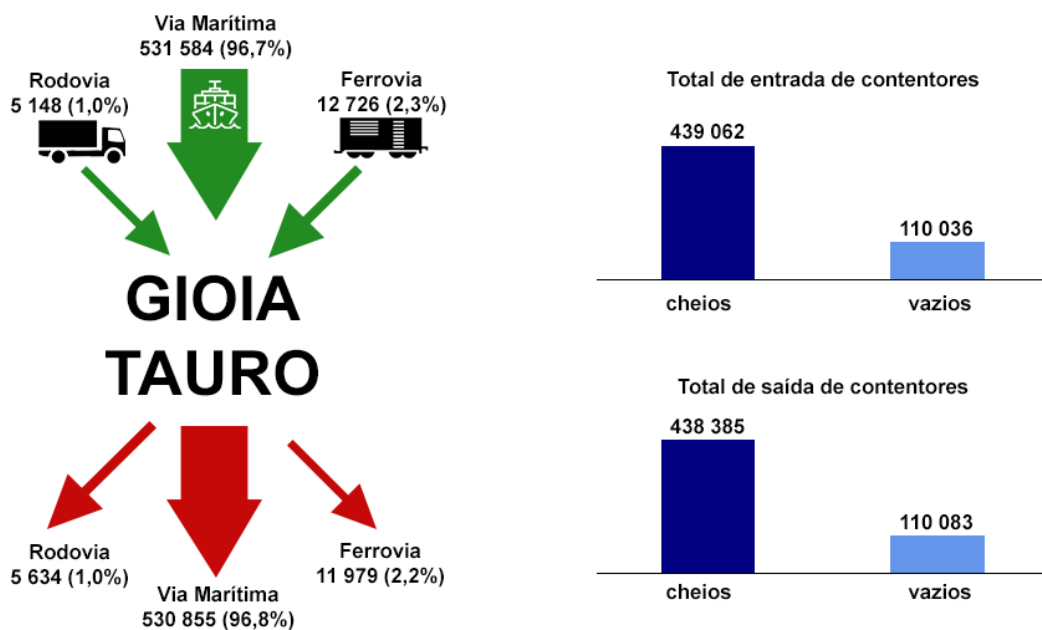 Via Marítima
531 584 (96,7%)
Rodovia
5 148 (1,0%)
Ferrovia
12 726 (2,3%)
GIOIA
TAURO
Rodovia
5 634 (1,0%)
Via Marítima
530 855 (96,8%)
Ferrovia
11 979 (2,2%)
Total de entrada de contentores
439 062
110 036
cheios
vazios
Total de saída de contentores
438 385
110 083
cheios
vazios